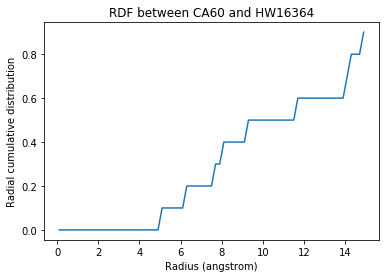 RDF between CA60 and HW16364
Radial cumulative distribution
0.8
0.6
0.4
0.2
0.0
0 2 4 6 8 10 12 14
Radius (angstrom)